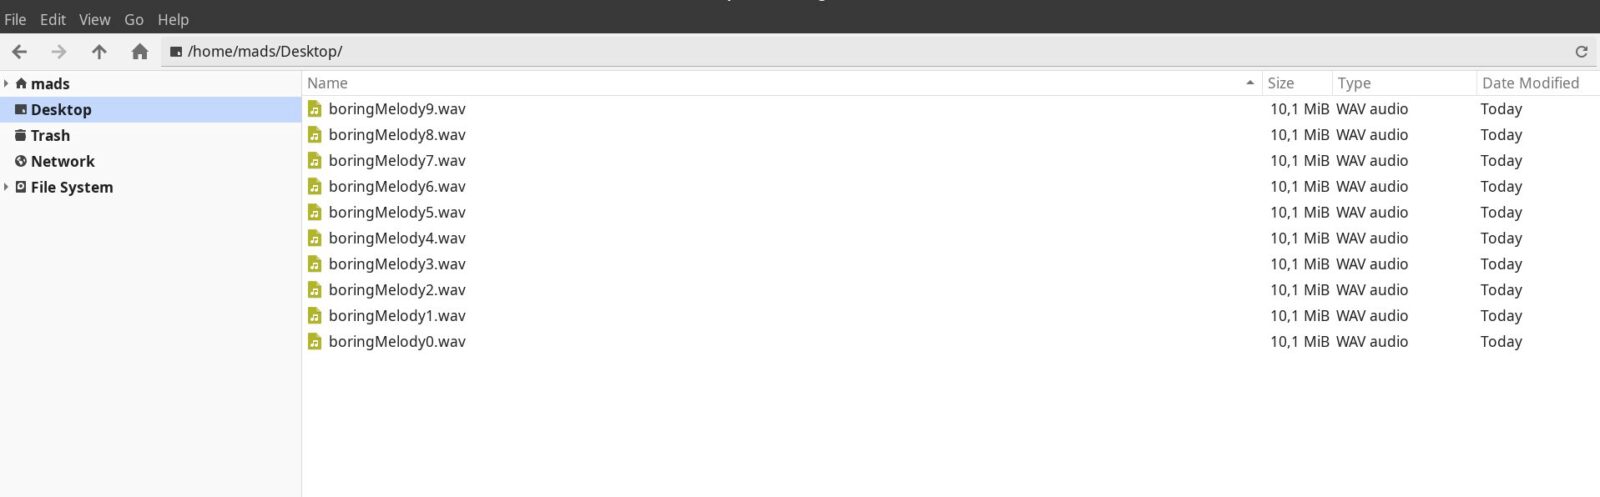 File Edit View Go Help
/home/mads/Desktop/
mads
Desktop
Trash
Network
File System
Name Size Type Date Modified
boringMelody9.wav 10,1 MiB WAV audio Today
boringMelody8.wav 10,1 MiB WAV audio Today
boringMelody7.wav 10,1 MiB WAV audio Today
boringMelody6.wav 10,1 MiB WAV audio Today
boringMelody5.wav 10,1 MiB WAV audio Today
boringMelody4.wav 10,1 MiB WAV audio Today
boringMelody3.wav 10,1 MiB WAV audio Today
boringMelody2.wav 10,1 MiB WAV audio Today
boringMelody1.wav 10,1 MiB WAV audio Today
boringMelody0.wav 10,1 MiB WAV audio Today